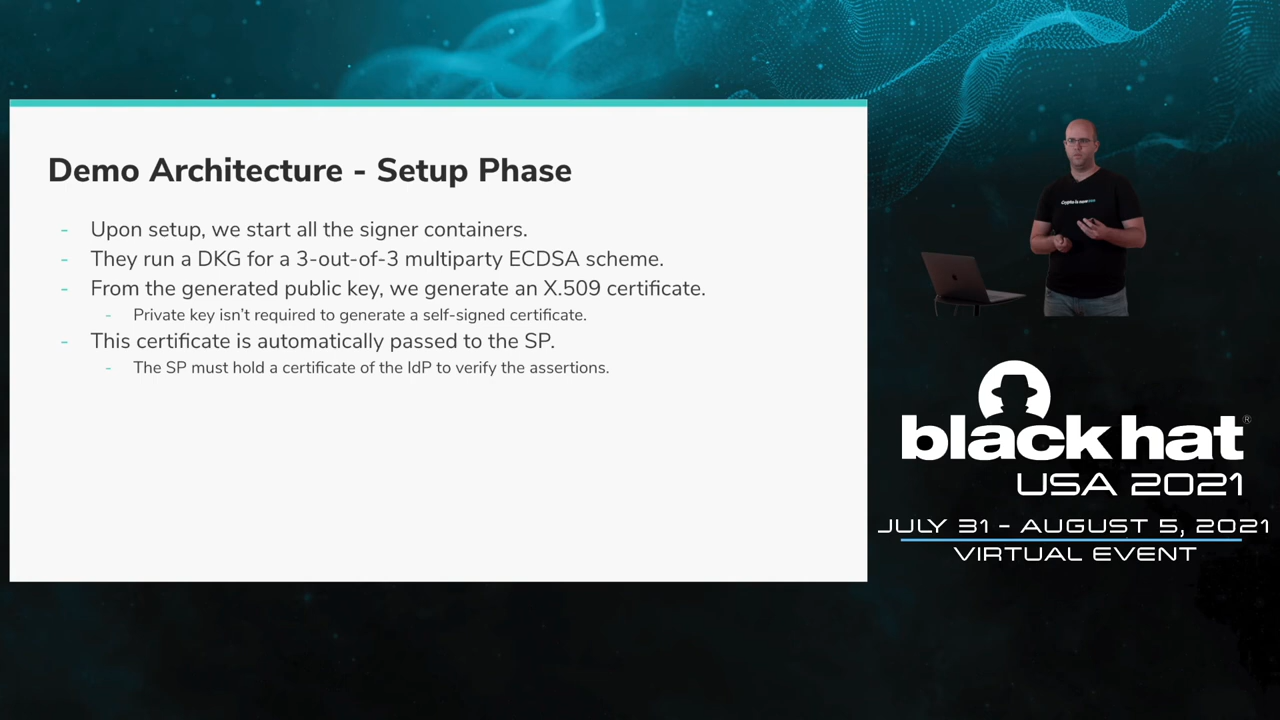 Demo Architecture - Setup Phase
- Upon setup, we start all the signer containers.
- They run a DKG for a 3-out-of-3 multiparty ECDSA scheme.
- From the generated public key, we generate an X.509 certificate.
- Private key isn't required to generate a self-signed certificate.
- This certificate is automatically passed to the SP.
- The SP must hold a certificate of the IdP to verify the assertions.
Crypto is now
black hat®
USA 2021
JULY 31 - AUGUST 5, 2021
VIRTUAL EVENT